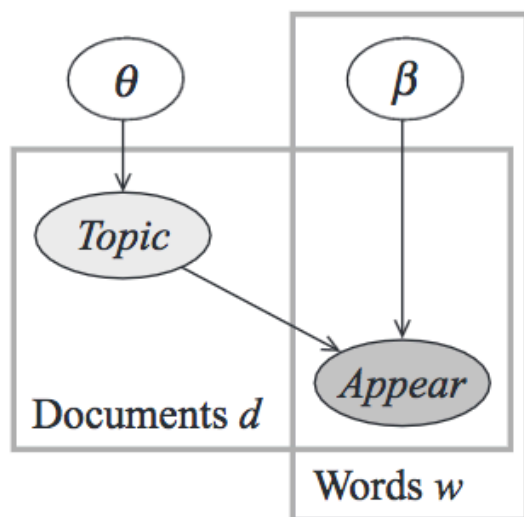 θ
β
Topic
Appear
Documents d
Words w